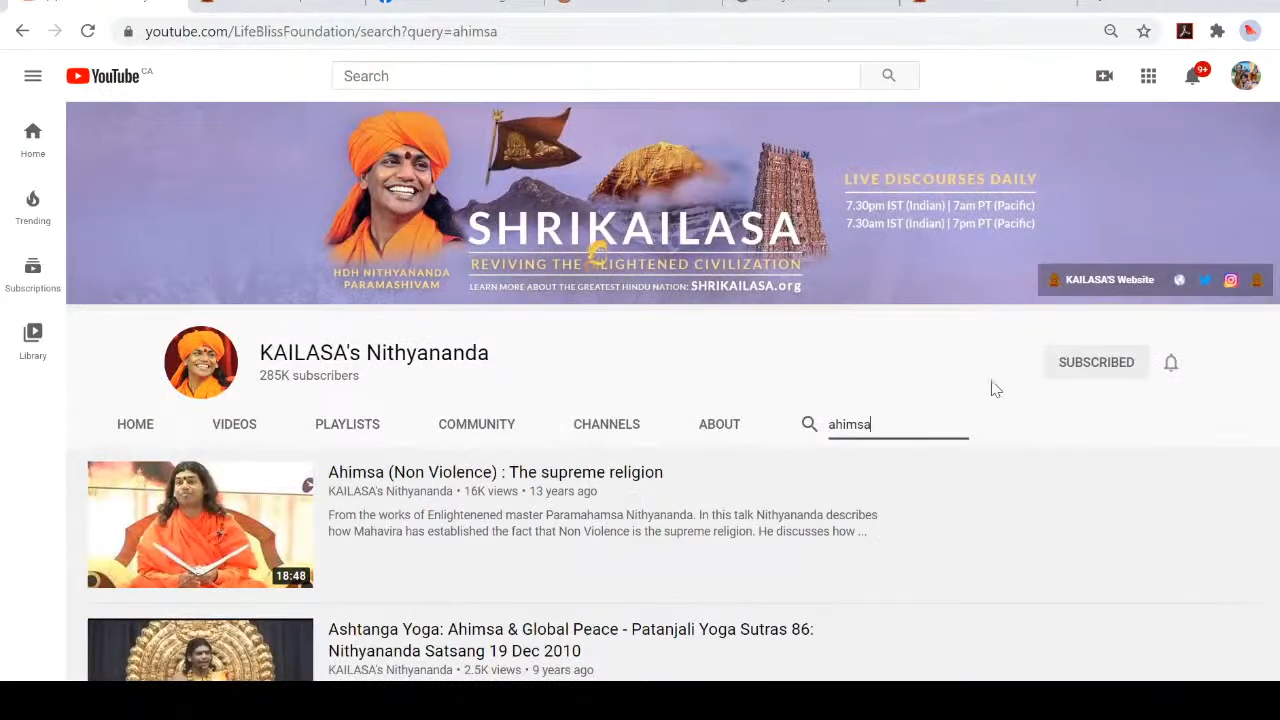 youtube.com/LifeBlissFoundation/search?query=ahimsa
YouTube CA
Search
9+
Home
Trending
Subscriptions
Library
HDH NITHYANANDA
PARAMASHIVAM
SHRIKAILASA
REVIVING THE ENLIGHTENED CIVILIZATION
LEARN MORE ABOUT THE GREATEST HINDU NATION: SHRIKAILASA.org
LIVE DISCOURSES DAILY
7.30pm IST (Indian) | 7am PT (Pacific)
7.30am IST (Indian) | 7pm PT (Pacific)
KAILASA'S Website
KAILASA's Nithyananda
285K subscribers
SUBSCRIBED
HOME VIDEOS PLAYLISTS COMMUNITY CHANNELS ABOUT ahimsa
Ahimsa (Non Violence) : The supreme religion
KAILASA's Nithyananda • 16K views • 13 years ago
From the works of Enlightenened master Paramahamsa Nithyananda. In this talk Nithyananda describes
how Mahavira has established the fact that Non Violence is the supreme religion. He discusses how ...
18:48
Ashtanga Yoga: Ahimsa & Global Peace - Patanjali Yoga Sutras 86:
Nithyananda Satsang 19 Dec 2010
KAILASA's Nithyananda • 2.5K views • 9 years ago